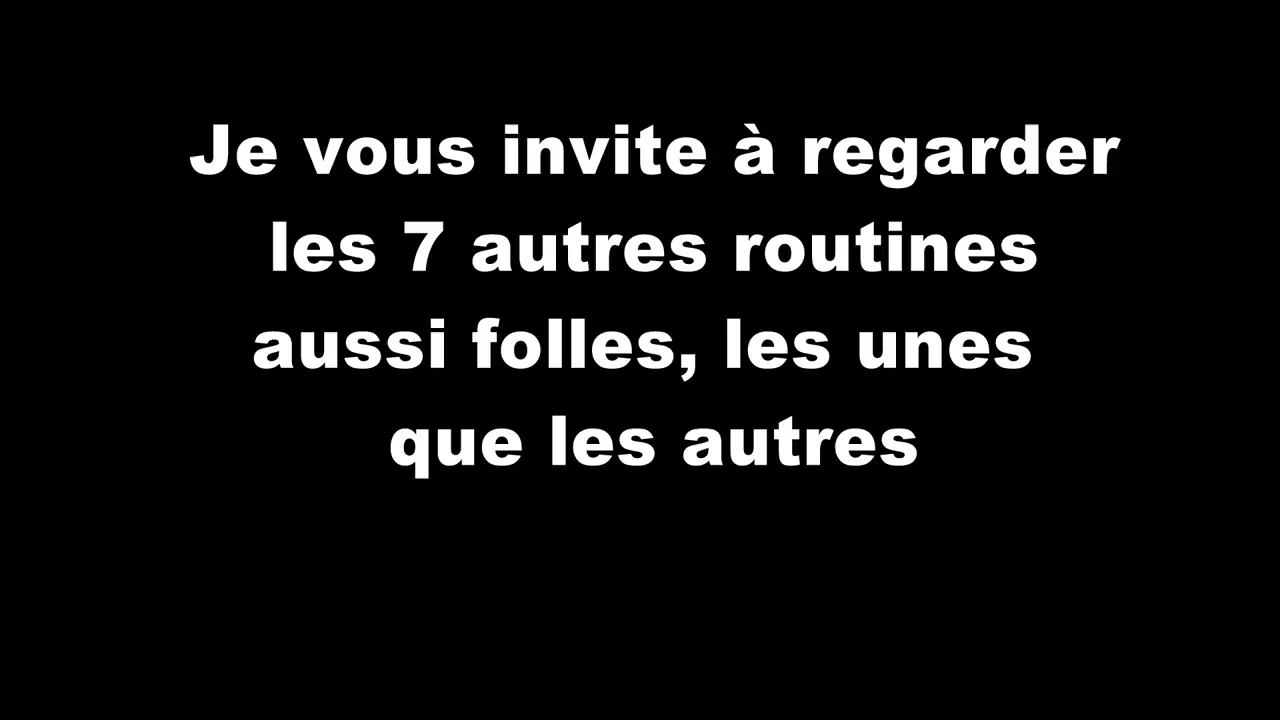 Je vous invite à regarder
les 7 autres routines
aussi folles, les unes
que les autres